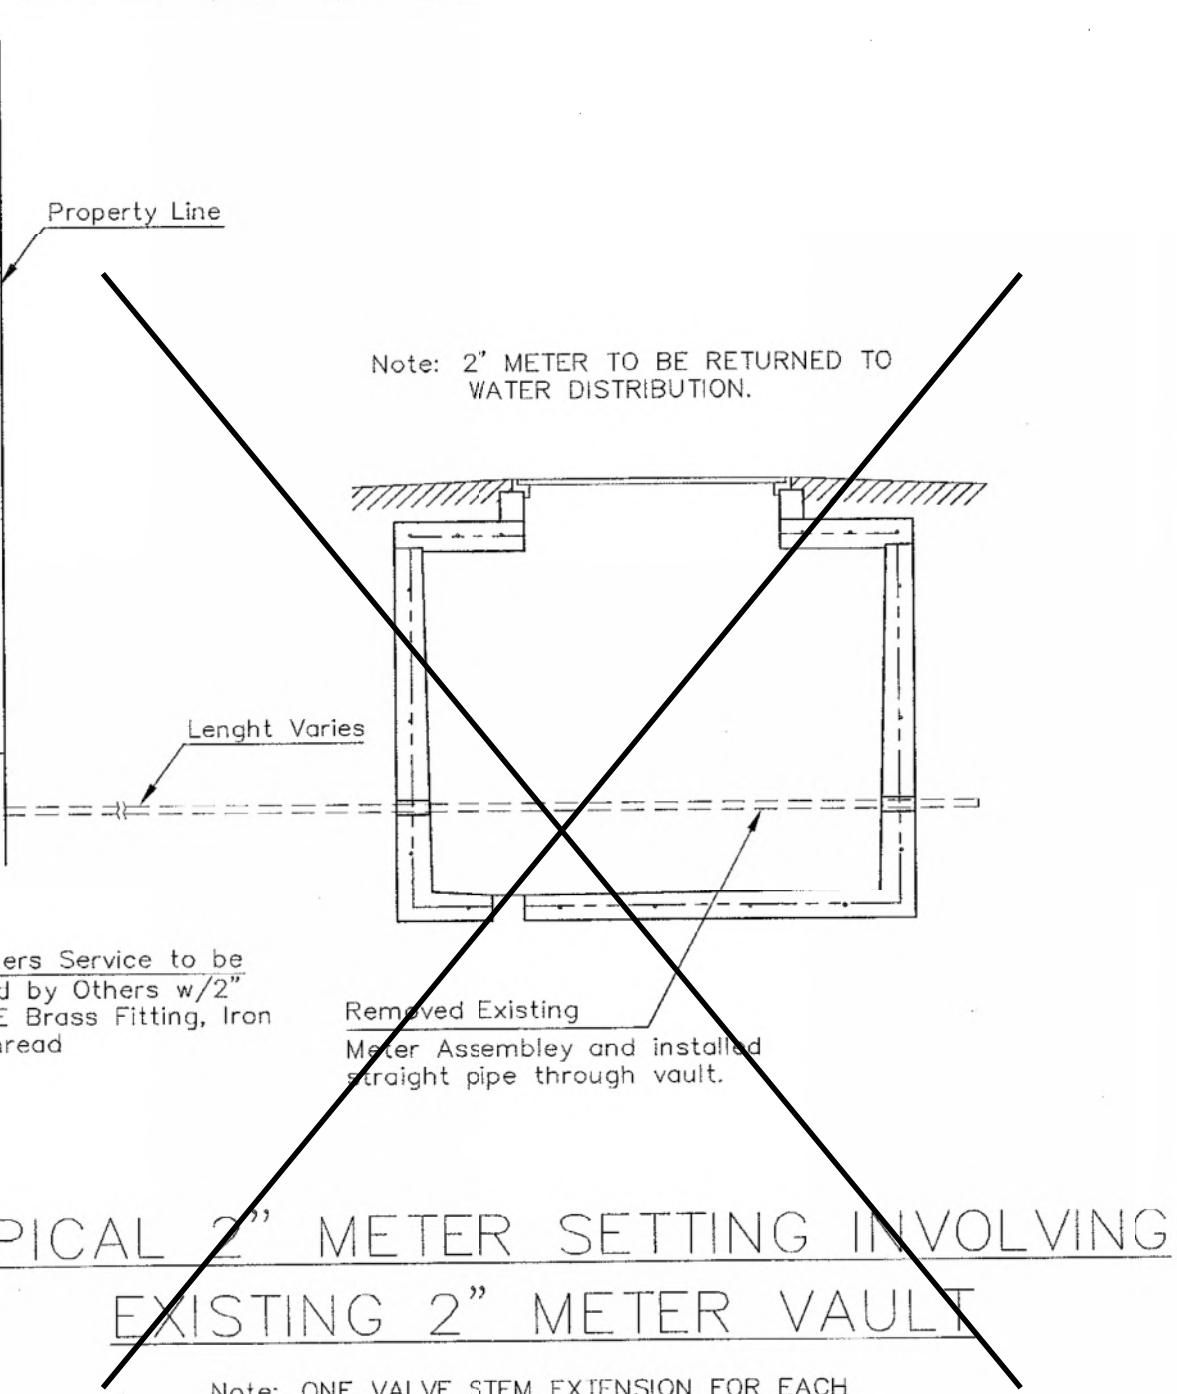 Property Line
Note: 2" METER TO BE RETURNED TO
WATER DISTRIBUTION.
Lenght Varies
ers Service to be
d by Others w/2"
E Brass Fitting, Iron
hread
Removed Existing
Meter Assembley and installed
straight pipe through vault.
PICAL 2" METER SETTING INVOLVING
EXISTING 2" METER VAULT
Note: ONE VALVE STEM EXTENSION FOR EACH